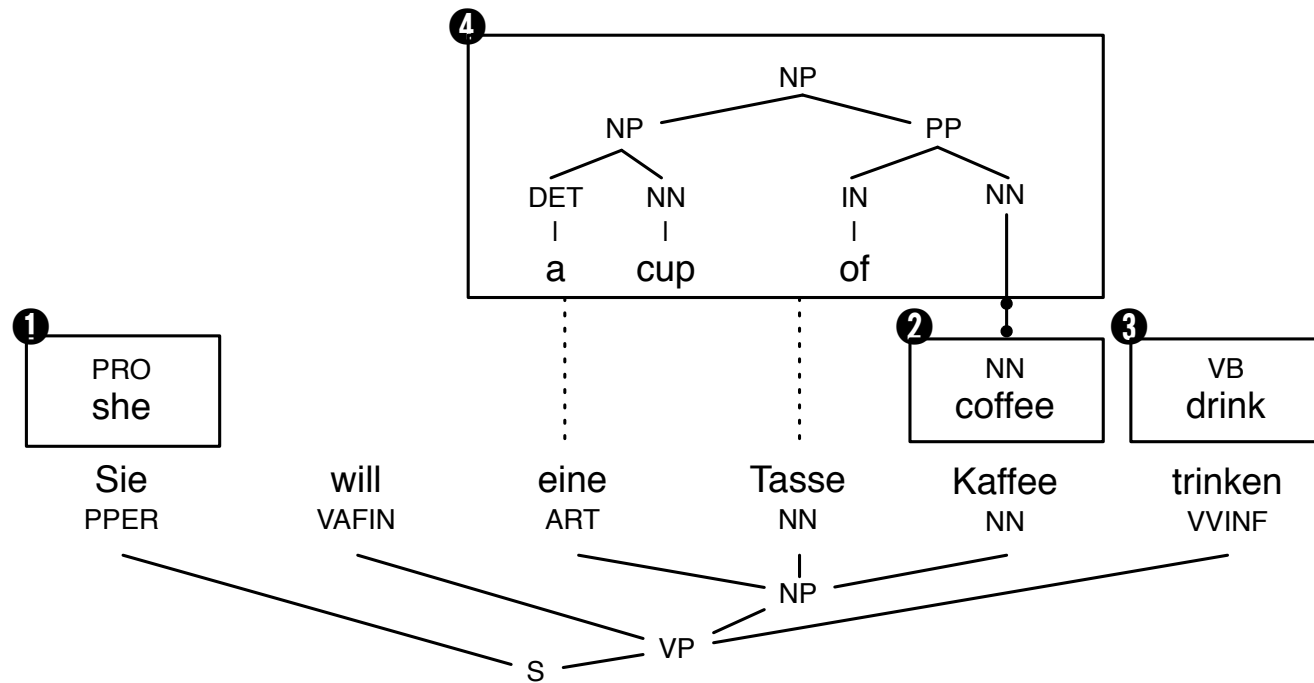 4
NP
NP PP
DET NN IN NN
a cup of
1 2 3
PRO NN VB
she coffee drink
Sie will eine Tasse Kaffee trinken
PPER VAFIN ART NN NN VVINF
NP
VP
S